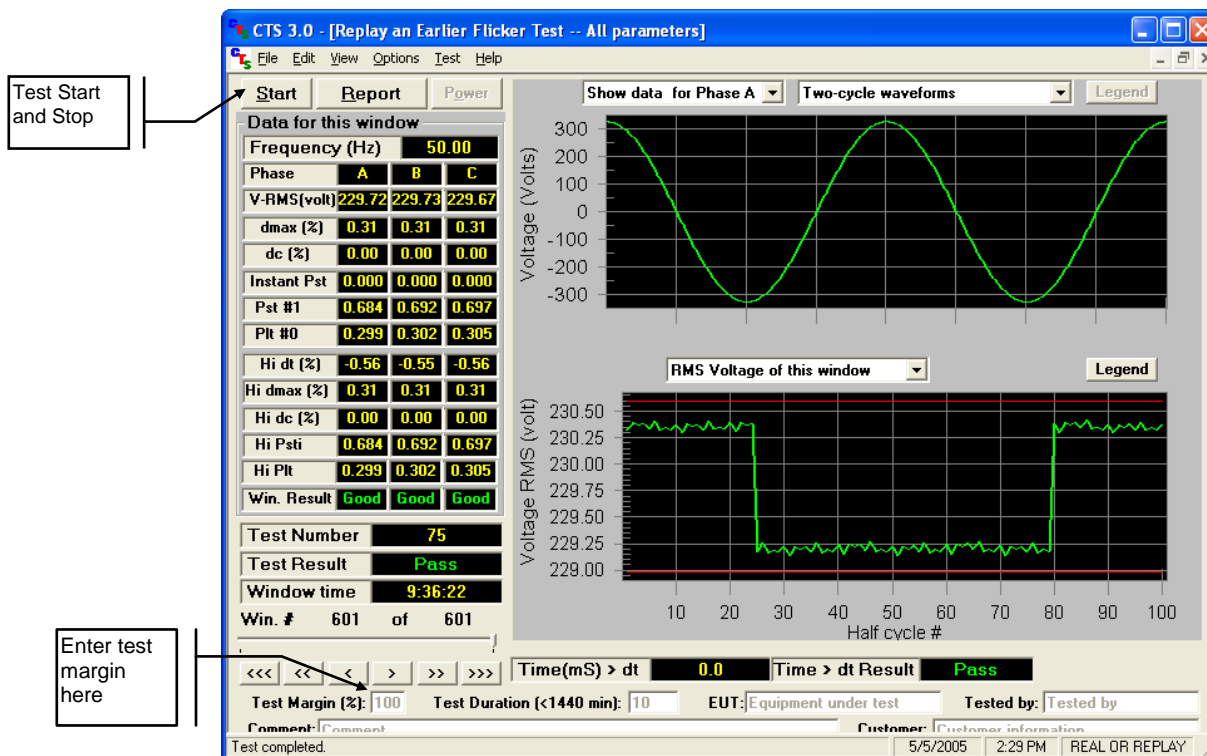 CTS 3.0 - [Replay an Earlier Flicker Test -- All parameters]
File Edit View Options Test Help
Test Start
and Stop
Start Report Power
Show data for Phase A Two-cycle waveforms Legend
Data for this window
Frequency (Hz) 50.00
Phase A B C
V-RMS(volt) 229.72 229.73 229.67
dmax (%) 0.31 0.31 0.31
dc (%) 0.00 0.00 0.00
Instant Pst 0.000 0.000 0.000
Pst #1 0.684 0.692 0.697
Plt #0 0.299 0.302 0.305
Hi dt (%) -0.56 -0.55 -0.56
Hi dmax (%) 0.31 0.31 0.31
Hi dc (%) 0.00 0.00 0.00
Hi Psti 0.684 0.692 0.697
Hi Plt 0.299 0.302 0.305
Win. Result Good Good Good
Test Number 75
Test Result Pass
Window time 9:36:22
Win. # 601 of 601
Voltage (Volts)
300
200
100
0
-100
-200
-300
RMS Voltage of this window Legend
Voltage RMS (volt)
230.50
230.25
230.00
229.75
229.50
229.25
229.00
10 20 30 40 50 60 70 80 90 100
Half cycle #
Enter test
margin
here
<<< << < > >> >>>
Time(mS) > dt 0.0 Time > dt Result Pass
Test Margin (%): 100 Test Duration (<1440 min): 10 EUT: Equipment under test Tested by: Tested by
Comment: Comment Customer: Customer information
Test completed. 5/5/2005 2:29 PM REAL OR REPLAY